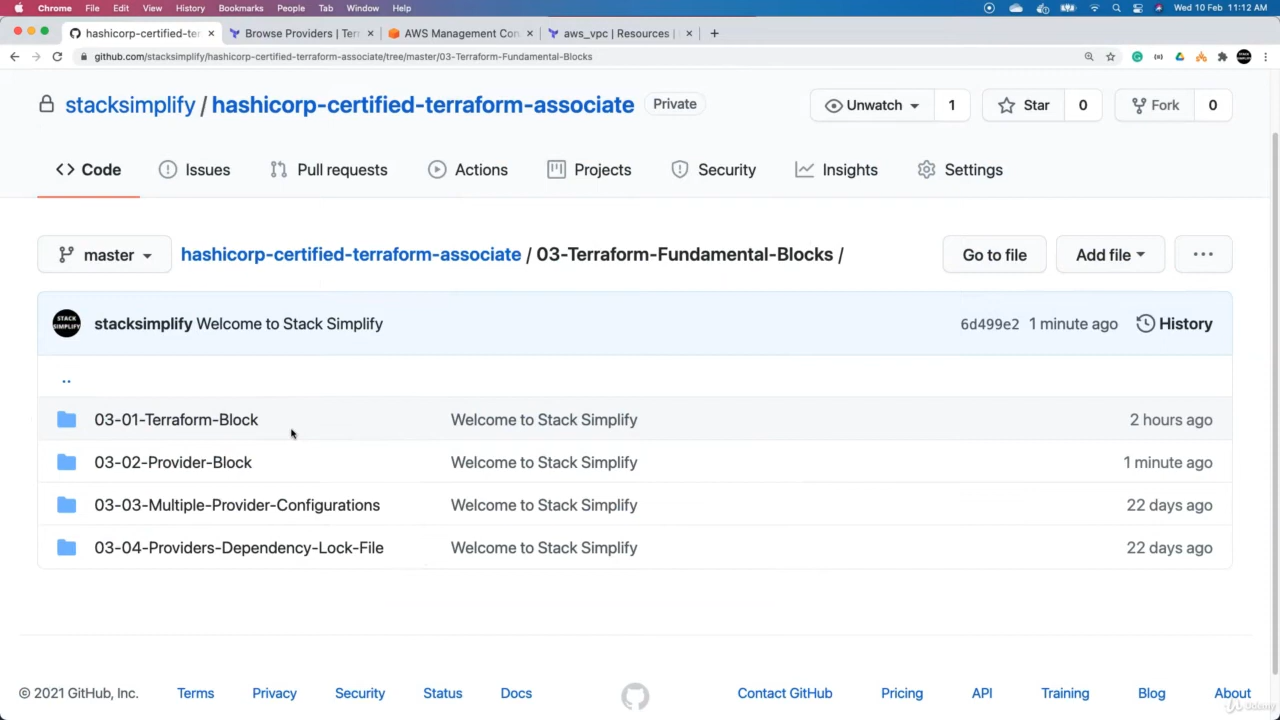 Chrome File Edit View History Bookmarks People Tab Window Help Wed 10 Feb 11:12 AM
hashicorp-certified-ter Browse Providers | Terr AWS Management Con aws_vpc | Resources |
github.com/stacksimplify/hashicorp-certified-terraform-associate/tree/master/03-Terraform-Fundamental-Blocks
stacksimplify / hashicorp-certified-terraform-associate Private Unwatch 1 Star 0 Fork 0
Code Issues Pull requests Actions Projects Security Insights Settings
master hashicorp-certified-terraform-associate / 03-Terraform-Fundamental-Blocks / Go to file Add file ...
STACK SIMPLIFY stacksimplify Welcome to Stack Simplify 6d499e2 1 minute ago History
..
03-01-Terraform-Block Welcome to Stack Simplify 2 hours ago
03-02-Provider-Block Welcome to Stack Simplify 1 minute ago
03-03-Multiple-Provider-Configurations Welcome to Stack Simplify 22 days ago
03-04-Providers-Dependency-Lock-File Welcome to Stack Simplify 22 days ago
© 2021 GitHub, Inc. Terms Privacy Security Status Docs Contact GitHub Pricing API Training Blog About
Udemy